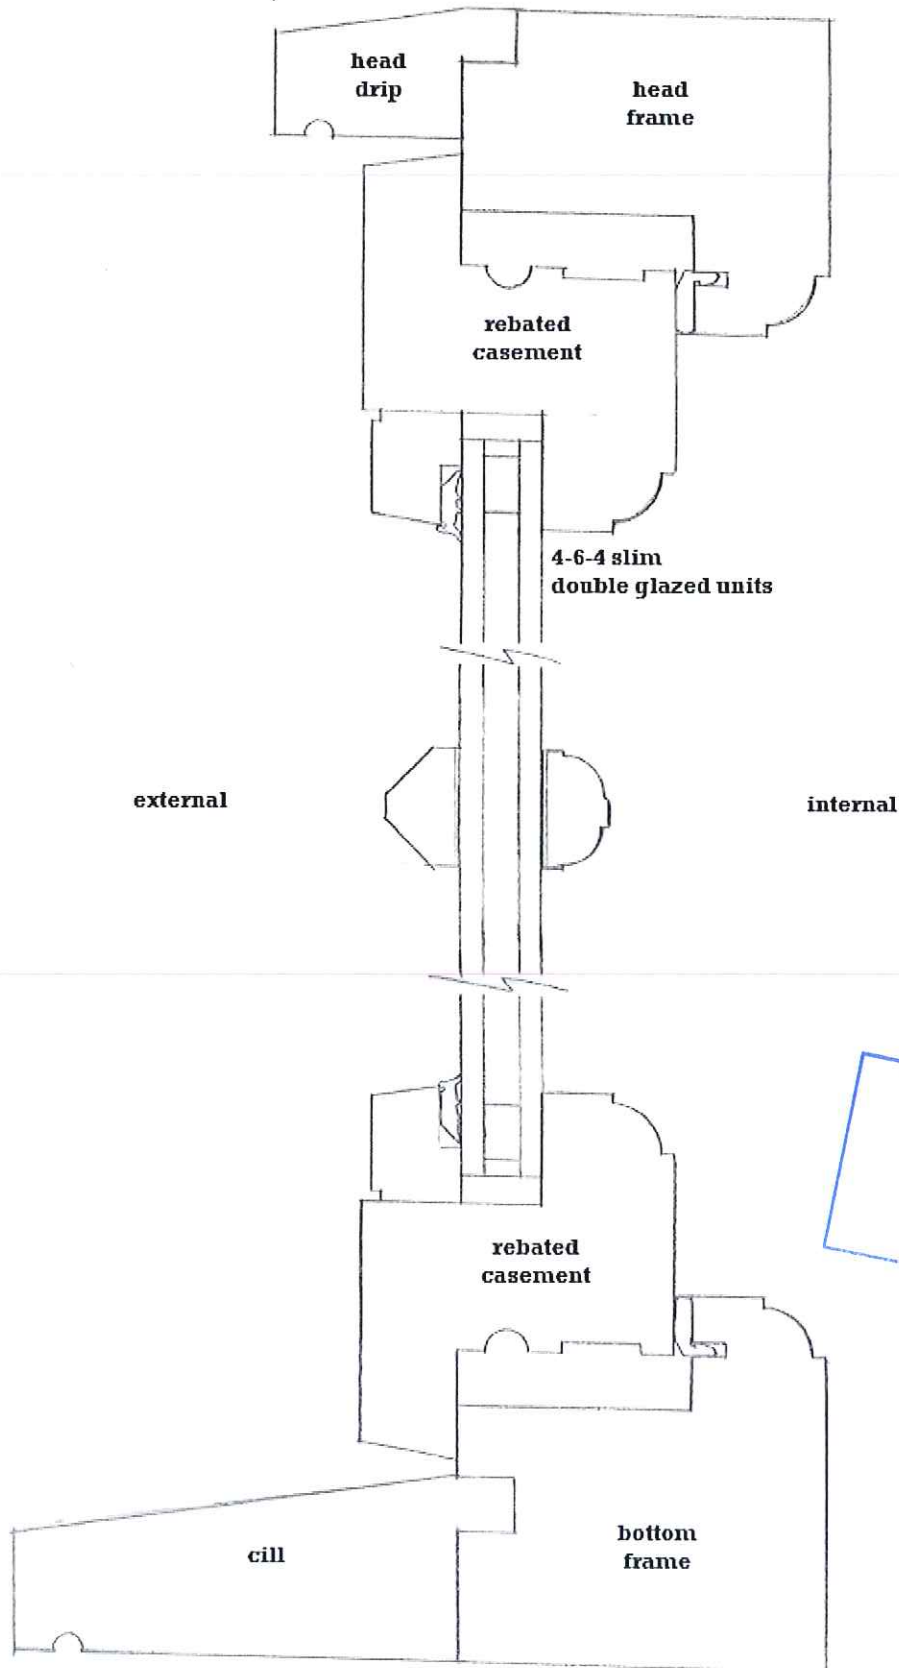 head
drip
head
frame
rebated
casement
4-6-4 slim
double glazed units
external
internal
rebated
casement
bottom
frame
cill